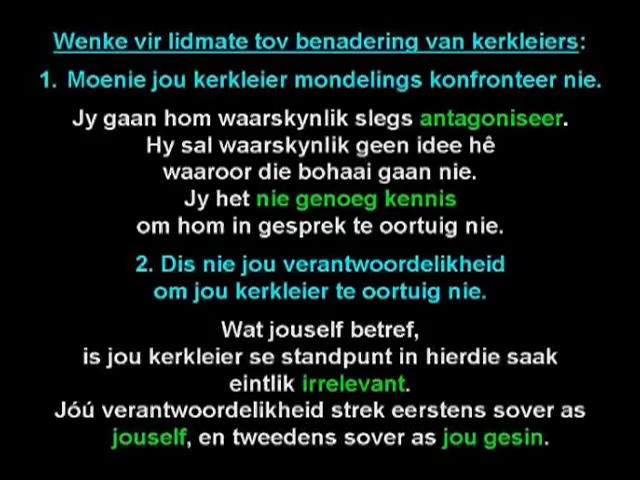 Wenke vir lidmate tov benadering van kerkleiers:
1. Moenie jou kerkleier mondelings konfronteer nie.
Jy gaan hom waarskynlik slegs antagoniseer.
Hy sal waarskynlik geen idee hê
waaroor die bohaai gaan nie.
Jy het nie genoeg kennis
om hom in gesprek te oortuig nie.
2. Dis nie jou verantwoordelikheid
om jou kerkleier te oortuig nie.
Wat jouself betref,
is jou kerkleier se standpunt in hierdie saak
eintlik irrelevant.
Jóú verantwoordelikheid strek eerstens sover as
jouself, en tweedens sover as jou gesin.